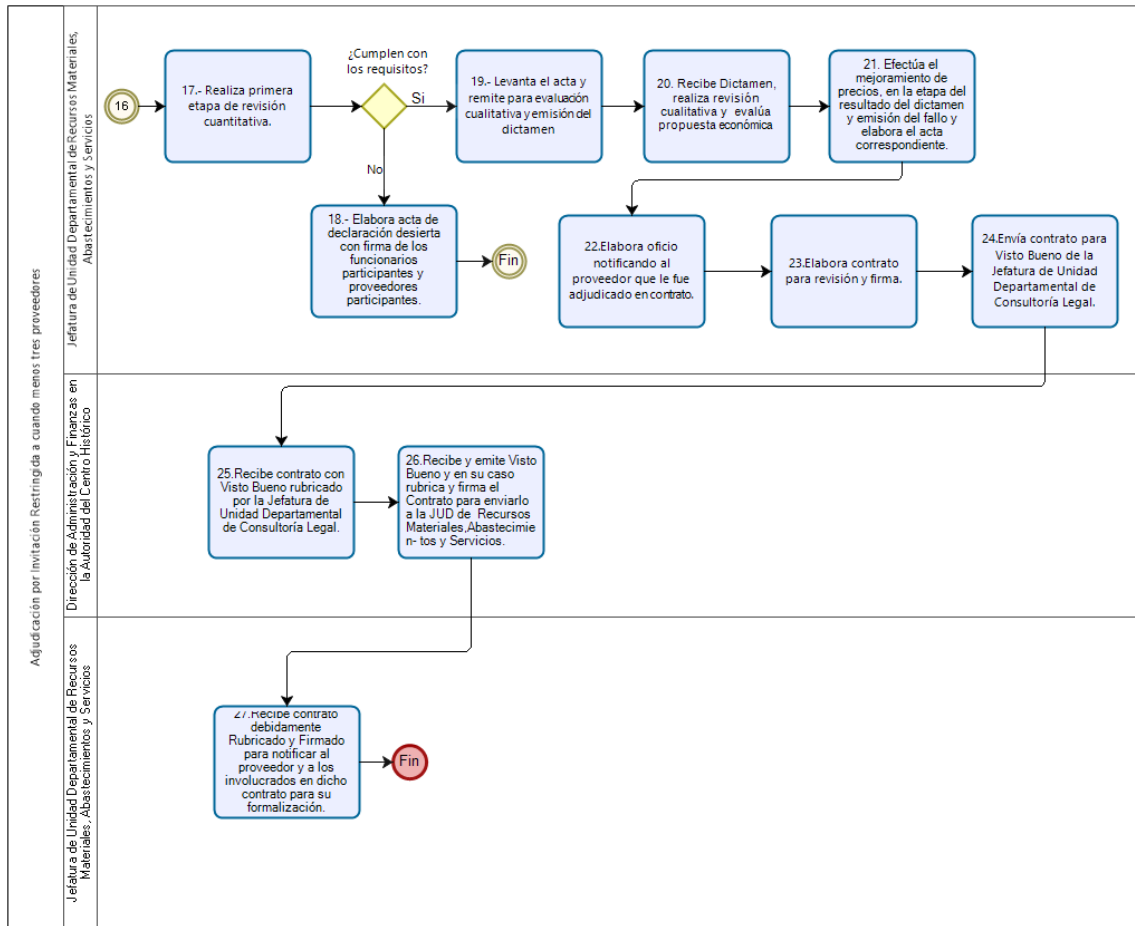 Adjudicación por Invitación Restringida a cuando menos tres proveedores
Jefatura de Unidad Departamental de Recursos Materiales,
Abastecimientos y Servicios
16
17.- Realiza primera
etapa de revisión
cuantitativa.
¿Cumplen con
los requisitos?
Si
No
18.- Elabora acta de
declaración desierta
con firma de los
funcionarios
participantes y
proveedores
participantes.
Fin
19.- Levanta el acta y
remite para evaluación
cualitativa y emisión del
dictamen
20. Recibe Dictamen,
realiza revisión
cualitativa y evalúa
propuesta económica
21. Efectúa el
mejoramiento de
precios, en la etapa del
resultado del dictamen
y emisión del fallo y
elabora el acta
correspondiente.
22.Elabora oficio
notificando al
proveedor que le fue
adjudicado en contrato.
23.Elabora contrato
para revisión y firma.
24.Envía contrato para
Visto Bueno de la
Jefatura de Unidad
Departamental de
Consultoría Legal.
Dirección de Administración y Finanzas en
la Autoridad del Centro Histórico
25.Recibe contrato con
Visto Bueno rubricado
por la Jefatura de
Unidad Departamental
de Consultoría Legal.
26.Recibe y emite Visto
Bueno y en su caso
rubrica y firma el
Contrato para enviarlo
a la JUD de Recursos
Materiales,Abastecimien-
tos y Servicios.
Jefatura de Unidad Departamental de Recursos
Materiales, Abastecimientos y Servicios
27.Recibe contrato
debidamente
Rubricado y Firmado
para notificar al
proveedor y a los
involucrados en dicho
contrato para su
formalización.
Fin